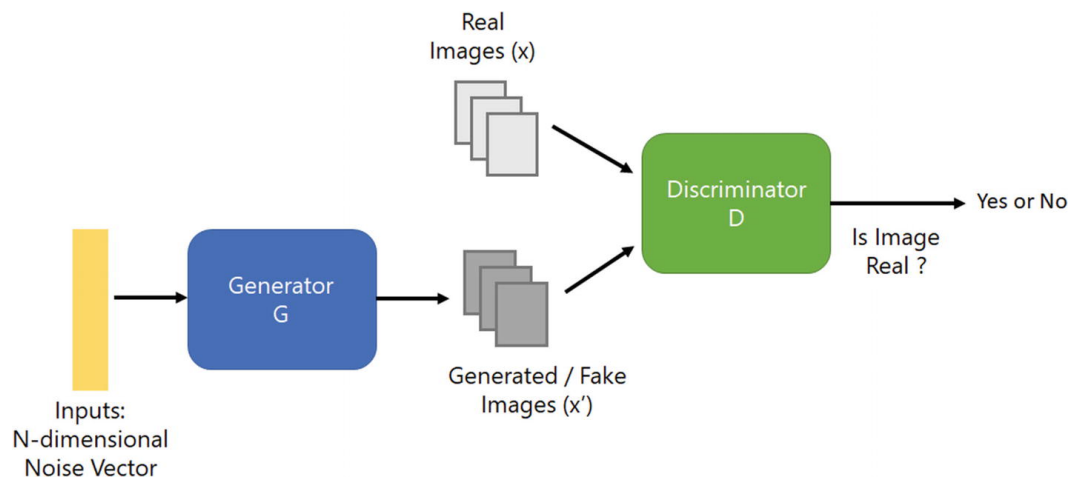 Real
Images (x)
Discriminator
D
Yes or No
Is Image
Real ?
Generator
G
Generated / Fake
Images (x’)
Inputs:
N-dimensional
Noise Vector